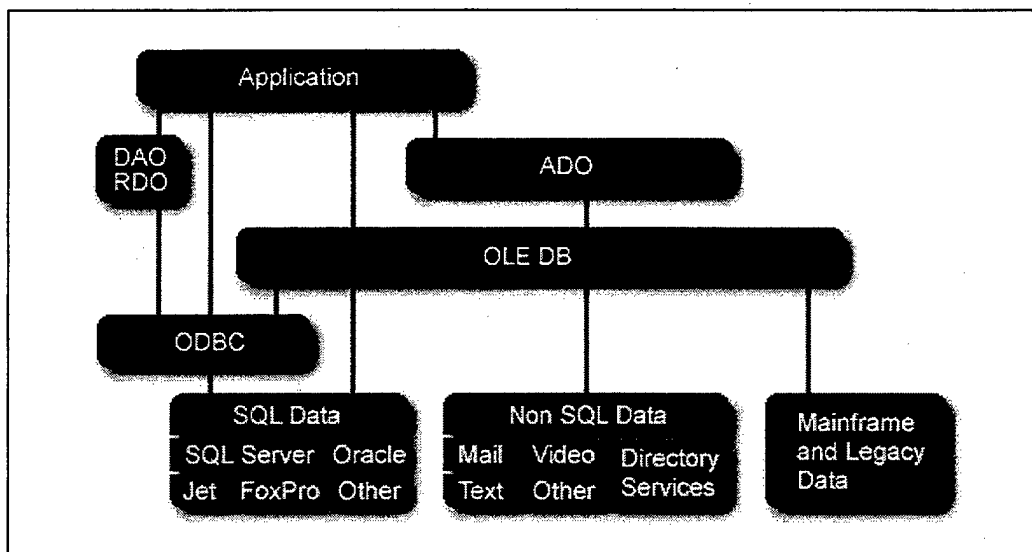 Application
DAO
RDO
ADO
OLE DB
ODBC
SQL Data
SQL Server Oracle
Jet FoxPro Other
Non SQL Data
Mail Video Directory
Text Other Services
Mainframe
and Legacy
Data